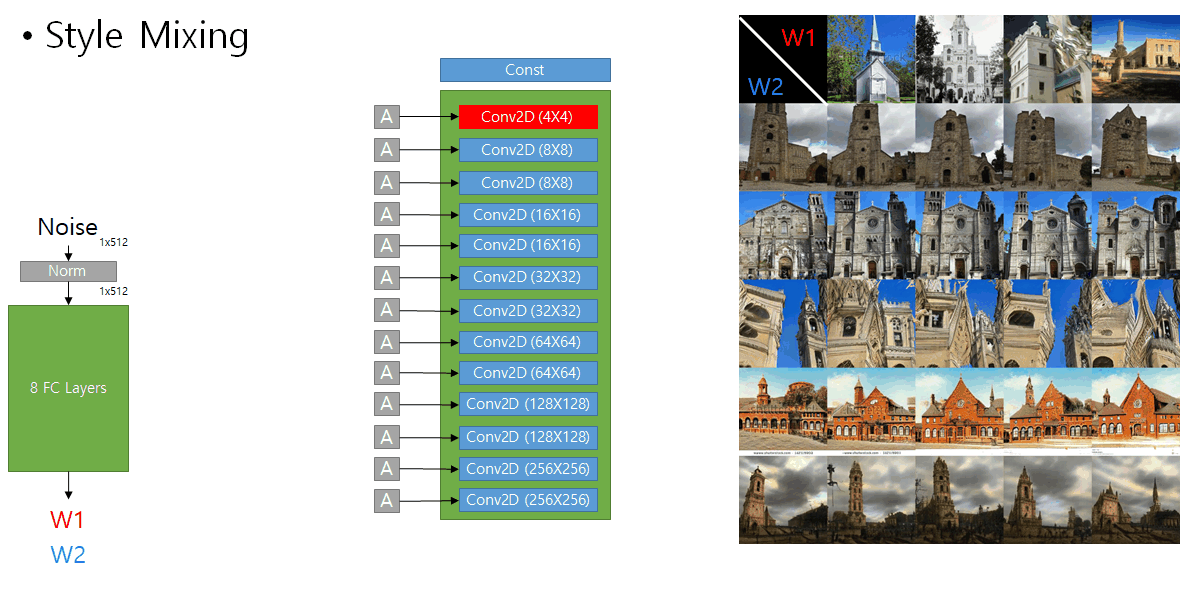 • Style Mixing
Noise
1x512
Norm
1x512
8 FC Layers
W1
W2
Const
A Conv2D (4X4)
A Conv2D (8X8)
A Conv2D (8X8)
A Conv2D (16X16)
A Conv2D (16X16)
A Conv2D (32X32)
A Conv2D (32X32)
A Conv2D (64X64)
A Conv2D (64X64)
A Conv2D (128X128)
A Conv2D (128X128)
A Conv2D (256X256)
A Conv2D (256X256)
W1
W2